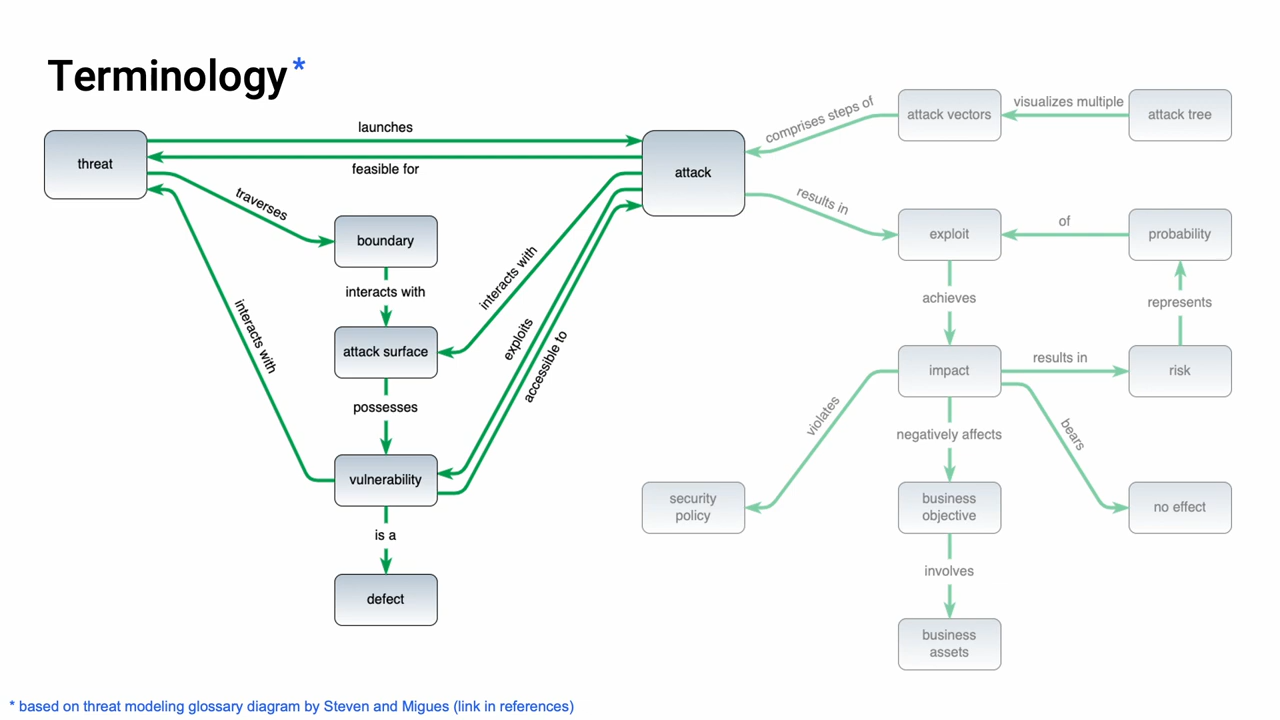 Terminology*
comprises steps of
attack vectors
visualizes multiple
attack tree
launches
threat
feasible for
attack
traverses
results in
boundary
exploit
of
probability
interacts with
interacts with
achieves
represents
interacts with
attack surface
exploits
accessible to
impact
results in
risk
possesses
violates
negatively affects
bears
vulnerability
security
policy
business
objective
no effect
is a
involves
defect
business
assets
* based on threat modeling glossary diagram by Steven and Migues (link in references)